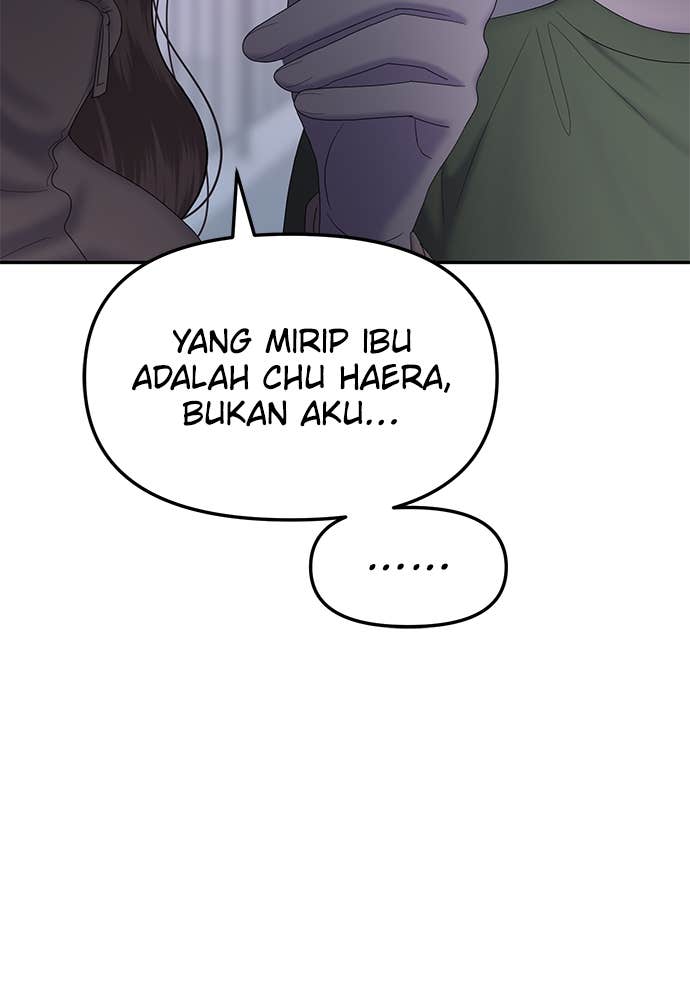 YANG MIRIP IBU
ADALAH CHU HAERA,
BUKAN AKU...
......